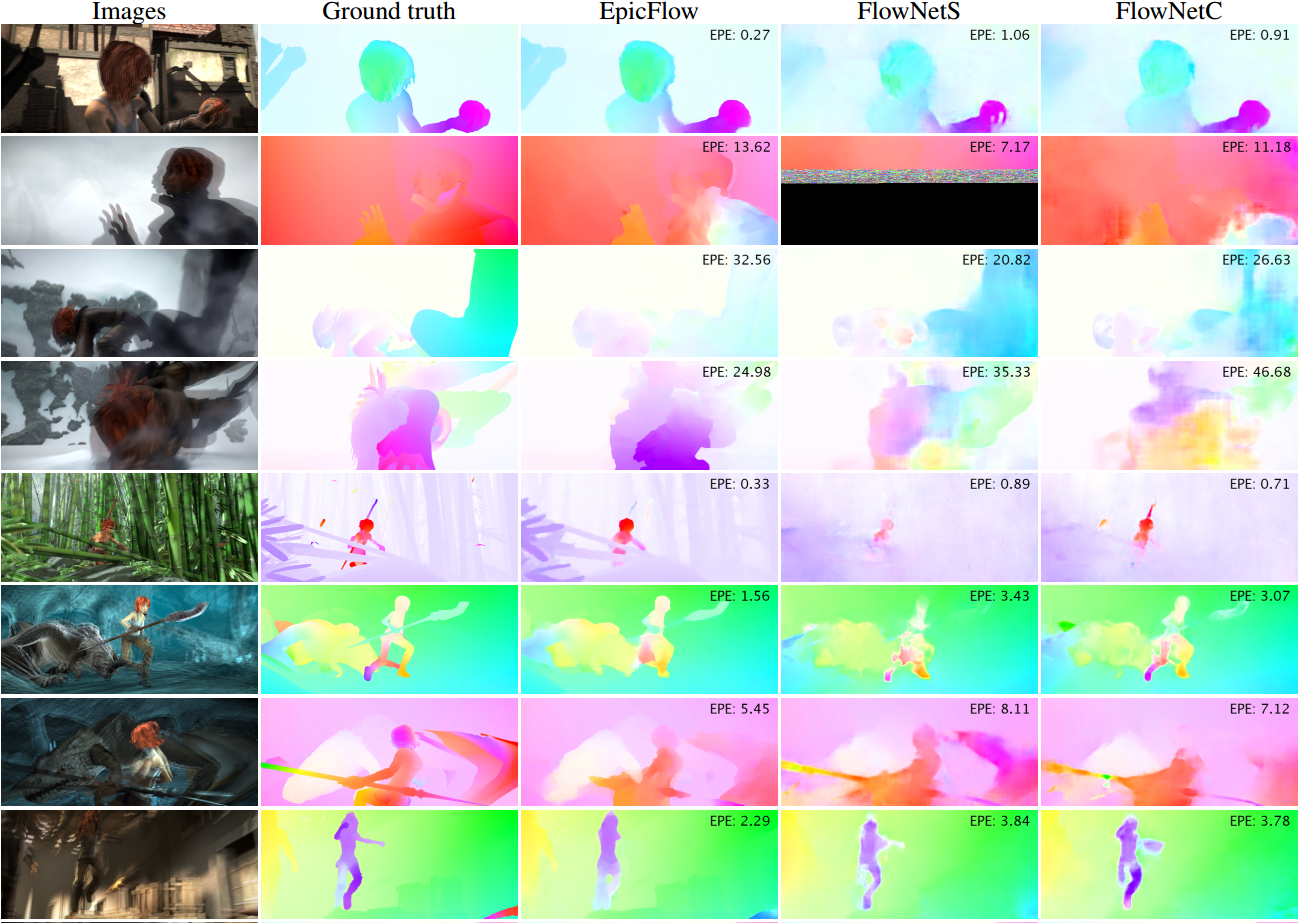 Images Ground truth EpicFlow FlowNetS FlowNetC
EPE: 0.27 EPE: 1.06 EPE: 0.91
EPE: 13.62 EPE: 7.17 EPE: 11.18
EPE: 32.56 EPE: 20.82 EPE: 26.63
EPE: 24.98 EPE: 35.33 EPE: 46.68
EPE: 0.33 EPE: 0.89 EPE: 0.71
EPE: 1.56 EPE: 3.43 EPE: 3.07
EPE: 5.45 EPE: 8.11 EPE: 7.12
EPE: 2.29 EPE: 3.84 EPE: 3.78